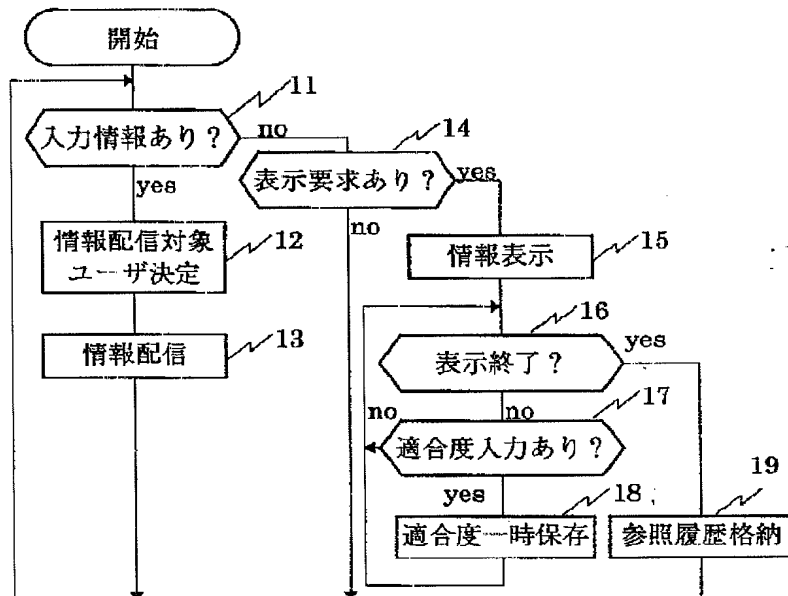 開始
11
入力情報あり?
no
14
表示要求あり?
yes
yes
no
情報配信対象
ユーザ決定
12
情報表示
15
情報配信
13
16
表示終了?
yes
no
no
17
適合度入力あり?
yes
18
19
適合度一時保存
参照履歴格納